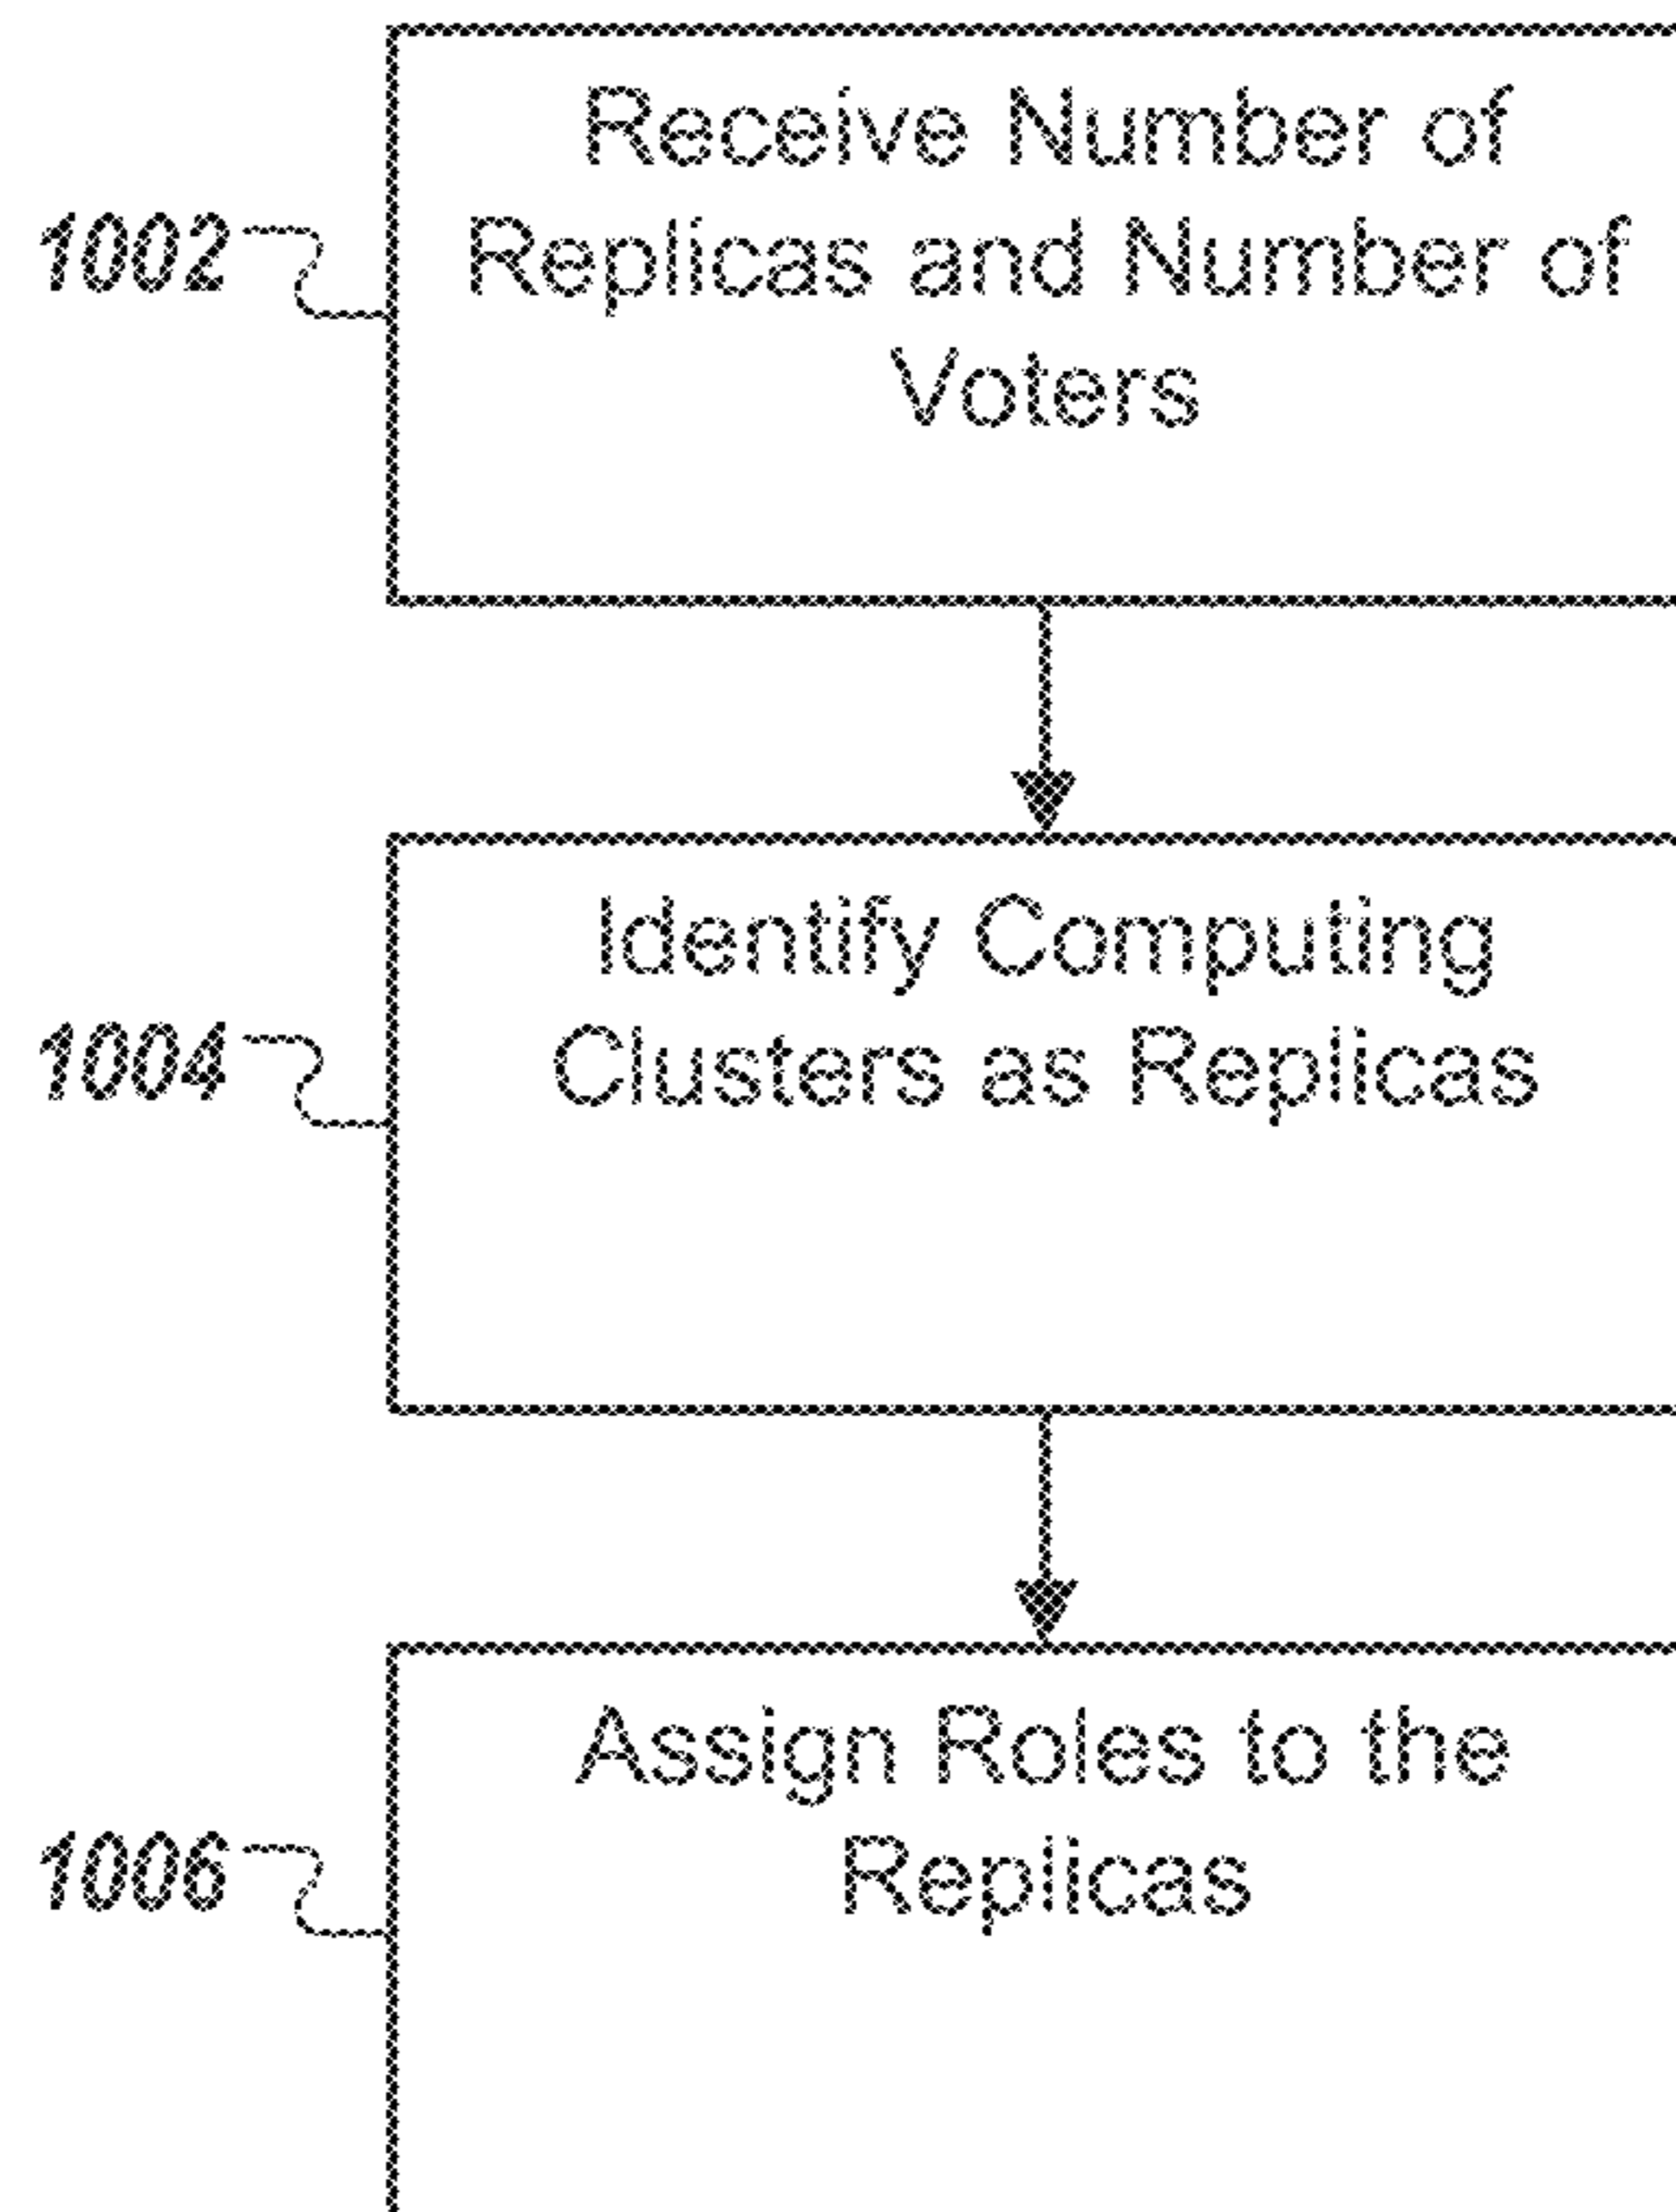 Receive Number of
1002
Replicas and Number of
Voters
Identify Computing
1004
Clusters as Replicas
Assign Roles to the
1006
Replicas